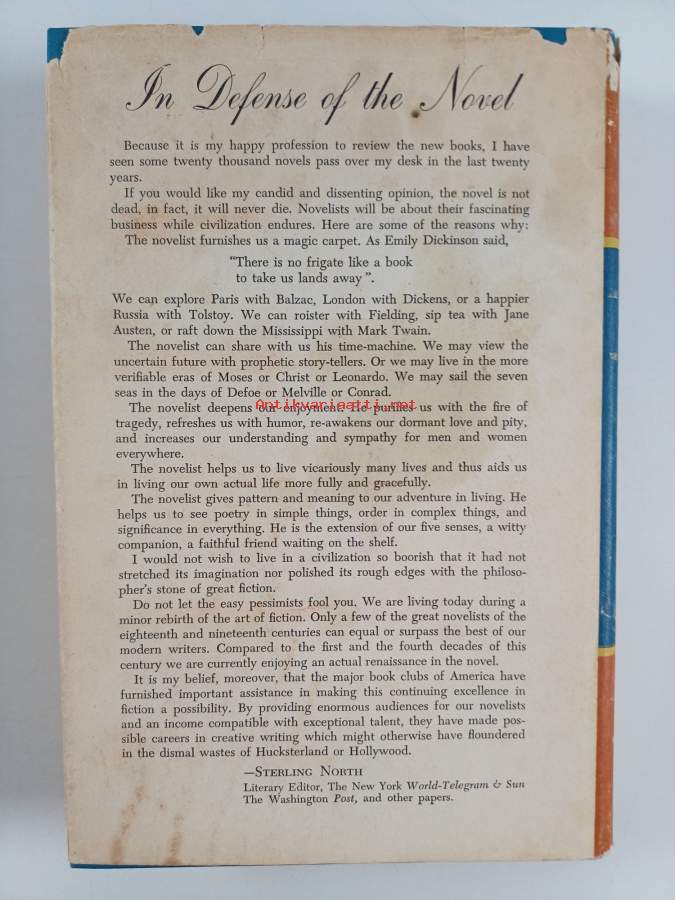 In Defense of the Novel
Because it is my happy profession to review the new books, I have
seen some twenty thousand novels pass over my desk in the last twenty
years.
If you would like my candid and dissenting opinion, the novel is not
dead, in fact, it will never die. Novelists will be about their fascinating
business while civilization endures. Here are some of the reasons why:
The novelist furnishes us a magic carpet. As Emily Dickinson said,
"There is no frigate like a book
to take us lands away".
We can explore Paris with Balzac, London with Dickens, or a happier
Russia with Tolstoy. We can roister with Fielding, sip tea with Jane
Austen, or raft down the Mississippi with Mark Twain.
The novelist can share with us his time-machine. We may view the
uncertain future with prophetic story-tellers. Or we may live in the more
verifiable eras of Moses or Christ or Leonardo. We may sail the seven
seas in the days of Defoe or Melville or Conrad.
Antikvariaatti.net
The novelist deepens our enjoyment. He purifies us with the fire of
tragedy, refreshes us with humor, re-awakens our dormant love and pity,
and increases our understanding and sympathy for men and women
everywhere.
The novelist helps us to live vicariously many lives and thus aids us
in living our own actual life more fully and gracefully.
The novelist gives pattern and meaning to our adventure in living. He
helps us to see poetry in simple things, order in complex things, and
significance in everything. He is the extension of our five senses, a witty
companion, a faithful friend waiting on the shelf.
I would not wish to live in a civilization so boorish that it had not
stretched its imagination nor polished its rough edges with the philoso-
pher's stone of great fiction.
Do not let the easy pessimists fool you. We are living today during a
minor rebirth of the art of fiction. Only a few of the great novelists of the
eighteenth and nineteenth centuries can equal or surpass the best of our
modern writers. Compared to the first and the fourth decades of this
century we are currently enjoying an actual renaissance in the novel.
It is my belief, moreover, that the major book clubs of America have
furnished important assistance in making this continuing excellence in
fiction a possibility. By providing enormous audiences for our novelists
and an income compatible with exceptional talent, they have made pos-
sible careers in creative writing which might otherwise have floundered
in the dismal wastes of Hucksterland or Hollywood.
—STERLING NORTH
Literary Editor, The New York World-Telegram & Sun
The Washington Post, and other papers.